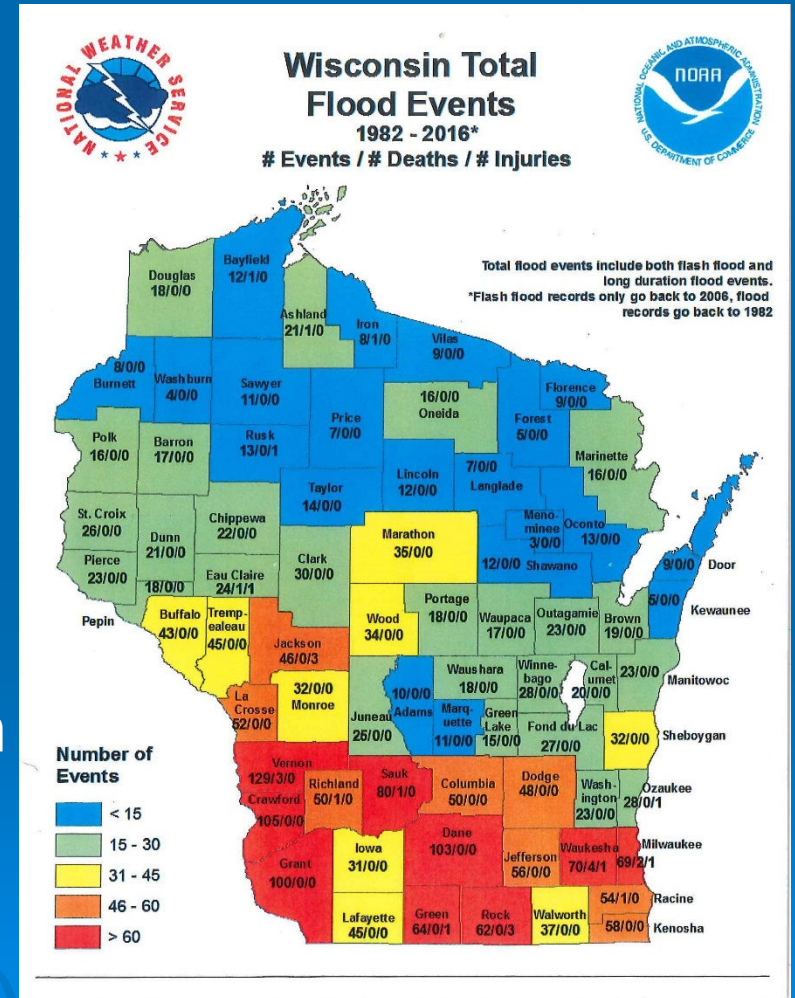 NATIONAL WEATHER SERVICE
NATIONAL OCEANIC AND ATMOSPHERIC ADMINISTRATION
NOAA
U.S. DEPARTMENT OF COMMERCE
Wisconsin Total
Flood Events
1982 - 2016*
# Events / # Deaths / # Injuries
Total flood events include both flash flood and
long duration flood events.
*Flash flood records only go back to 2006, flood
records go back to 1982
Douglas
18/0/0
Bayfield
12/1/0
Ashland
21/1/0
Iron
8/1/0
Vilas
9/0/0
8/0/0
Burnett
Washburn
4/0/0
Sawyer
11/0/0
Price
7/0/0
16/0/0
Oneida
Forest
5/0/0
Florence
9/0/0
Marinette
16/0/0
Polk
16/0/0
Barron
17/0/0
Rusk
13/0/1
Taylor
14/0/0
Lincoln
12/0/0
7/0/0
Langlade
Meno-
minee
3/0/0
Oconto
13/0/0
12/0/0
Shawano
St. Croix
26/0/0
Pierce
23/0/0
Dunn
21/0/0
18/0/0
Pepin
Chippewa
22/0/0
Eau Claire
24/1/1
Clark
30/0/0
Marathon
35/0/0
9/0/0
Door
5/0/0
Kewaunee
Buffalo
43/0/0
Tremp-
ealeau
45/0/0
Jackson
46/0/3
Wood
34/0/0
Portage
18/0/0
Waupaca
17/0/0
Outagamie
23/0/0
Brown
19/0/0
La
Crosse
52/0/0
32/0/0
Monroe
Juneau
25/0/0
10/0/0
Adams
Waushara
18/0/0
Marq-
uette
11/0/0
Green
Lake
15/0/0
Winne-
bago
28/0/0
Cal-
umet
20/0/0
23/0/0
Manitowoc
Fond du Lac
27/0/0
32/0/0
Sheboygan
Vernon
129/3/0
Crawford
105/0/0
Richland
50/1/0
Sauk
80/1/0
Columbia
50/0/0
Dodge
48/0/0
Wash-
ington
23/0/0
Ozaukee
28/0/1
Grant
100/0/0
Iowa
31/0/0
Dane
103/0/0
Jefferson
56/0/0
Waukesha
70/4/1
Milwaukee
69/2/1
Lafayette
45/0/0
Green
64/0/1
Rock
62/0/3
Walworth
37/0/0
54/1/0
Racine
58/0/0
Kenosha
Number of
Events
< 15
15 - 30
31 - 45
46 - 60
> 60